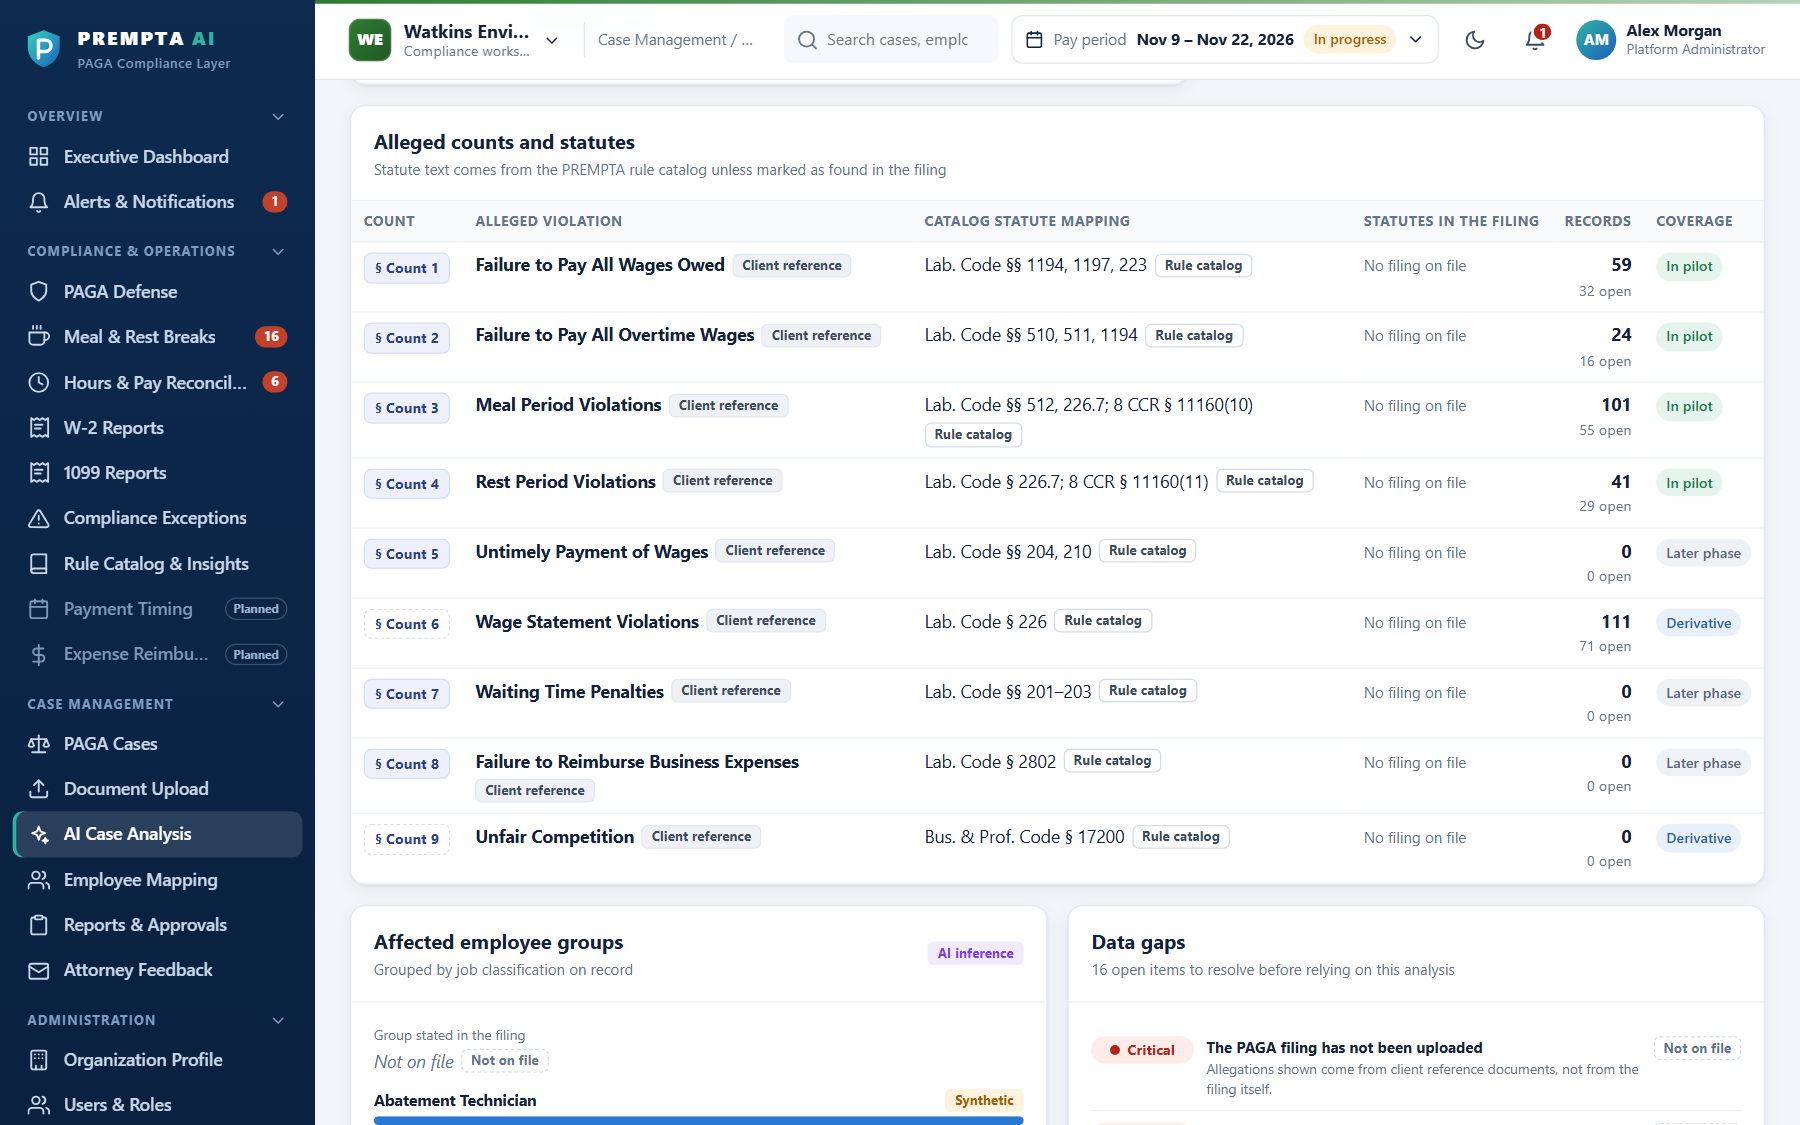 PREMPTA AI
PAGA Compliance Layer
OVERVIEW
Executive Dashboard
Alerts & Notifications 1
COMPLIANCE & OPERATIONS
PAGA Defense
Meal & Rest Breaks 16
Hours & Pay Reconcil... 6
W-2 Reports
1099 Reports
Compliance Exceptions
Rule Catalog & Insights
Payment Timing Planned
Expense Reimbu... Planned
CASE MANAGEMENT
PAGA Cases
Document Upload
AI Case Analysis
Employee Mapping
Reports & Approvals
Attorney Feedback
ADMINISTRATION
Organization Profile
Users & Roles
WE Watkins Envi...
Compliance works...
Case Management / ...
Search cases, emplc
Pay period Nov 9 – Nov 22, 2026 In progress
1
AM Alex Morgan
Platform Administrator
Alleged counts and statutes
Statute text comes from the PREMPTA rule catalog unless marked as found in the filing
COUNT ALLEGED VIOLATION CATALOG STATUTE MAPPING STATUTES IN THE FILING RECORDS COVERAGE
§ Count 1 Failure to Pay All Wages Owed Client reference Lab. Code §§ 1194, 1197, 223 Rule catalog No filing on file 59 In pilot
32 open
§ Count 2 Failure to Pay All Overtime Wages Client reference Lab. Code §§ 510, 511, 1194 Rule catalog No filing on file 24 In pilot
16 open
§ Count 3 Meal Period Violations Client reference Lab. Code §§ 512, 226.7; 8 CCR § 11160(10) No filing on file 101 In pilot
Rule catalog 55 open
§ Count 4 Rest Period Violations Client reference Lab. Code § 226.7; 8 CCR § 11160(11) Rule catalog No filing on file 41 In pilot
29 open
§ Count 5 Untimely Payment of Wages Client reference Lab. Code §§ 204, 210 Rule catalog No filing on file 0 Later phase
0 open
§ Count 6 Wage Statement Violations Client reference Lab. Code § 226 Rule catalog No filing on file 111 Derivative
71 open
§ Count 7 Waiting Time Penalties Client reference Lab. Code §§ 201–203 Rule catalog No filing on file 0 Later phase
0 open
§ Count 8 Failure to Reimburse Business Expenses Lab. Code § 2802 Rule catalog No filing on file 0 Later phase
Client reference 0 open
§ Count 9 Unfair Competition Client reference Bus. & Prof. Code § 17200 Rule catalog No filing on file 0 Derivative
0 open
Affected employee groups
AI inference
Grouped by job classification on record
Group stated in the filing
Not on file Not on file
Abatement Technician Synthetic
Data gaps
16 open items to resolve before relying on this analysis
Critical The PAGA filing has not been uploaded Not on file
Allegations shown come from client reference documents, not from the
filing itself.